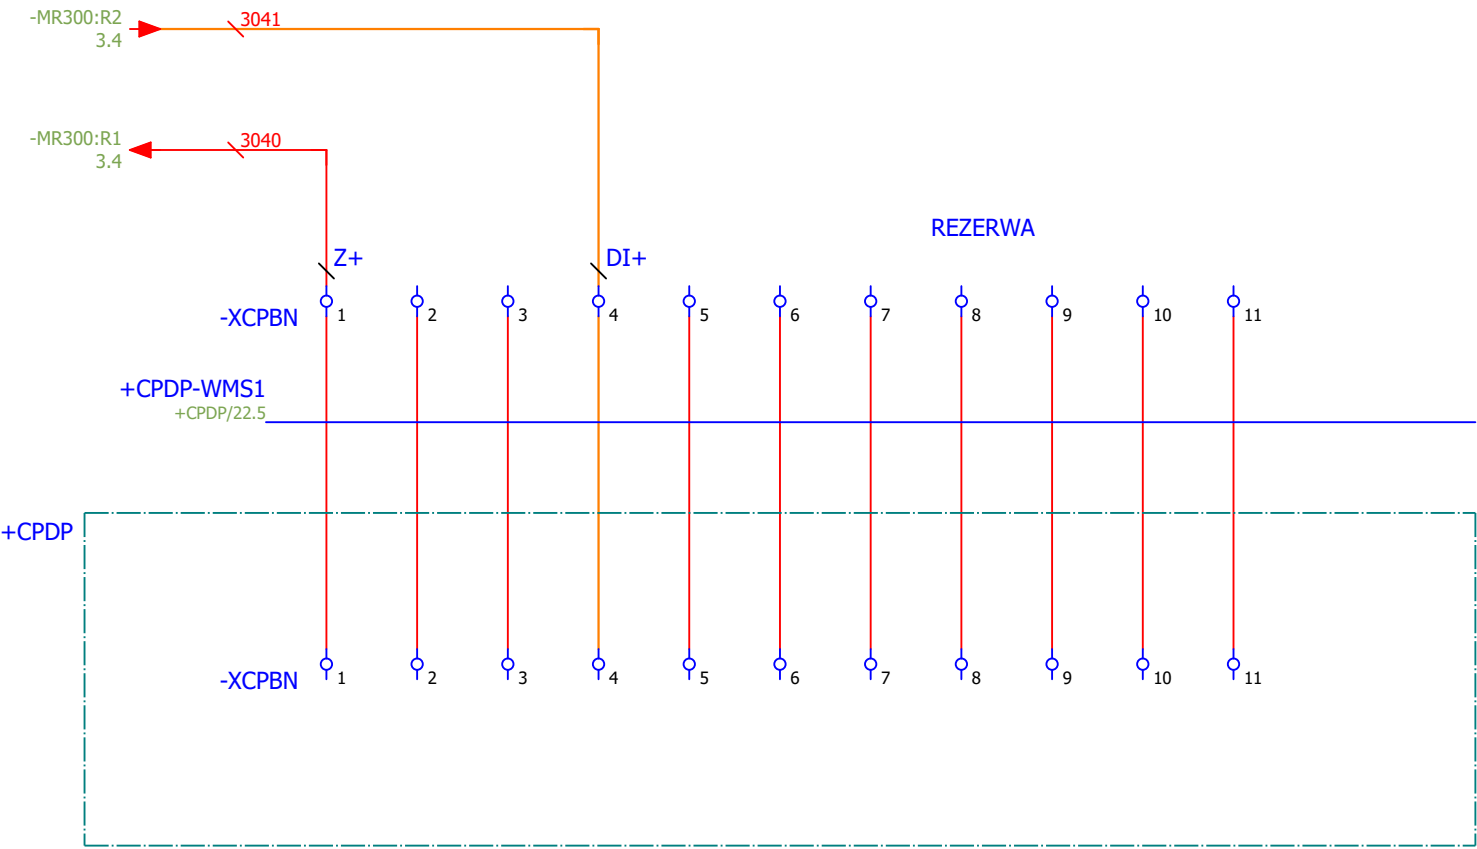 -MR300:R2
3.4
3041
-MR300:R1
3.4
3040
REZERWA
Z+
DI+
-XCPBN
1 2 3 4 5 6 7 8 9 10 11
+CPDP-WMS1
+CPDP/22.5
+CPDP
-XCPBN
1 2 3 4 5 6 7 8 9 10 11